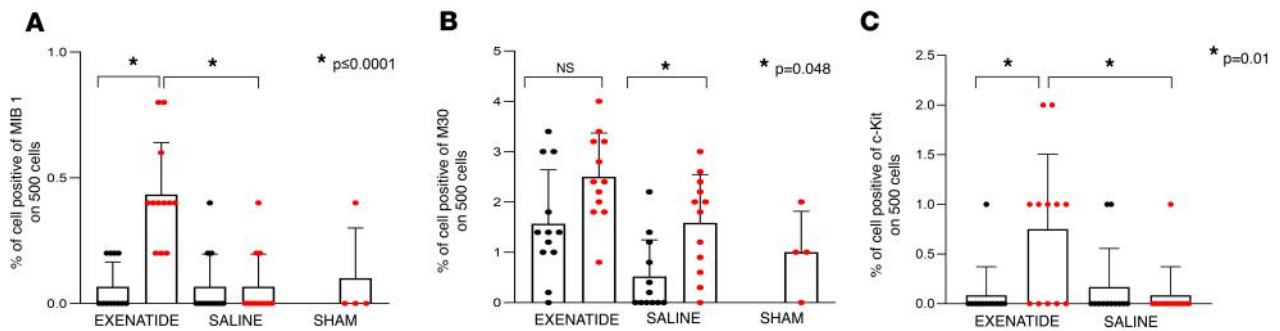 A
% of cell positive of MIB 1
on 500 cells
1.0
0.5
0.0
*
*
* p≤0.0001
EXENATIDE
SALINE
SHAM
B
% of cell positive of M30
on 500 cells
5
4
3
2
1
0
NS
*
* p=0.048
EXENATIDE
SALINE
SHAM
C
% of cell positive of c-Kit
on 500 cells
2.5
2.0
1.5
1.0
0.5
0.0
*
*
* p=0.01
EXENATIDE
SALINE